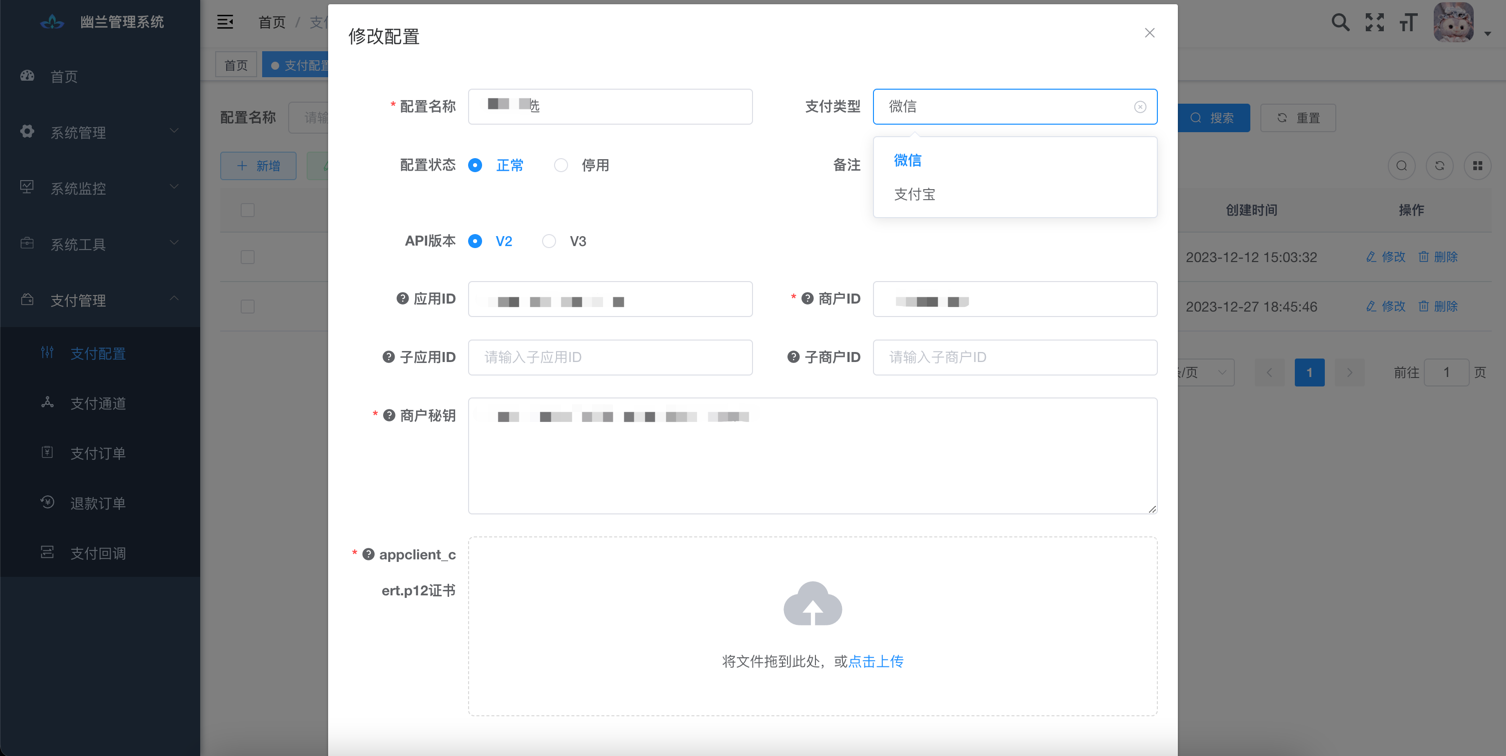 幽兰管理系统
首页
系统管理
系统监控
系统工具
支付管理
支付配置
支付通道
支付订单
退款订单
支付回调
首页 / 支付
首页
支付配置
配置名称
搜索
重置
新增
创建时间
操作
2023-12-12 15:03:32
修改
删除
2023-12-27 18:45:46
修改
删除
/页
1
前往 1 页
修改配置
* 配置名称
选
支付类型
微信
微信
支付宝
配置状态
正常
停用
备注
API版本
V2
V3
应用ID
* 商户ID
子应用ID
请输入子应用ID
子商户ID
请输入子商户ID
* 商户秘钥
* appclient_c
ert.p12证书
将文件拖到此处，或点击上传